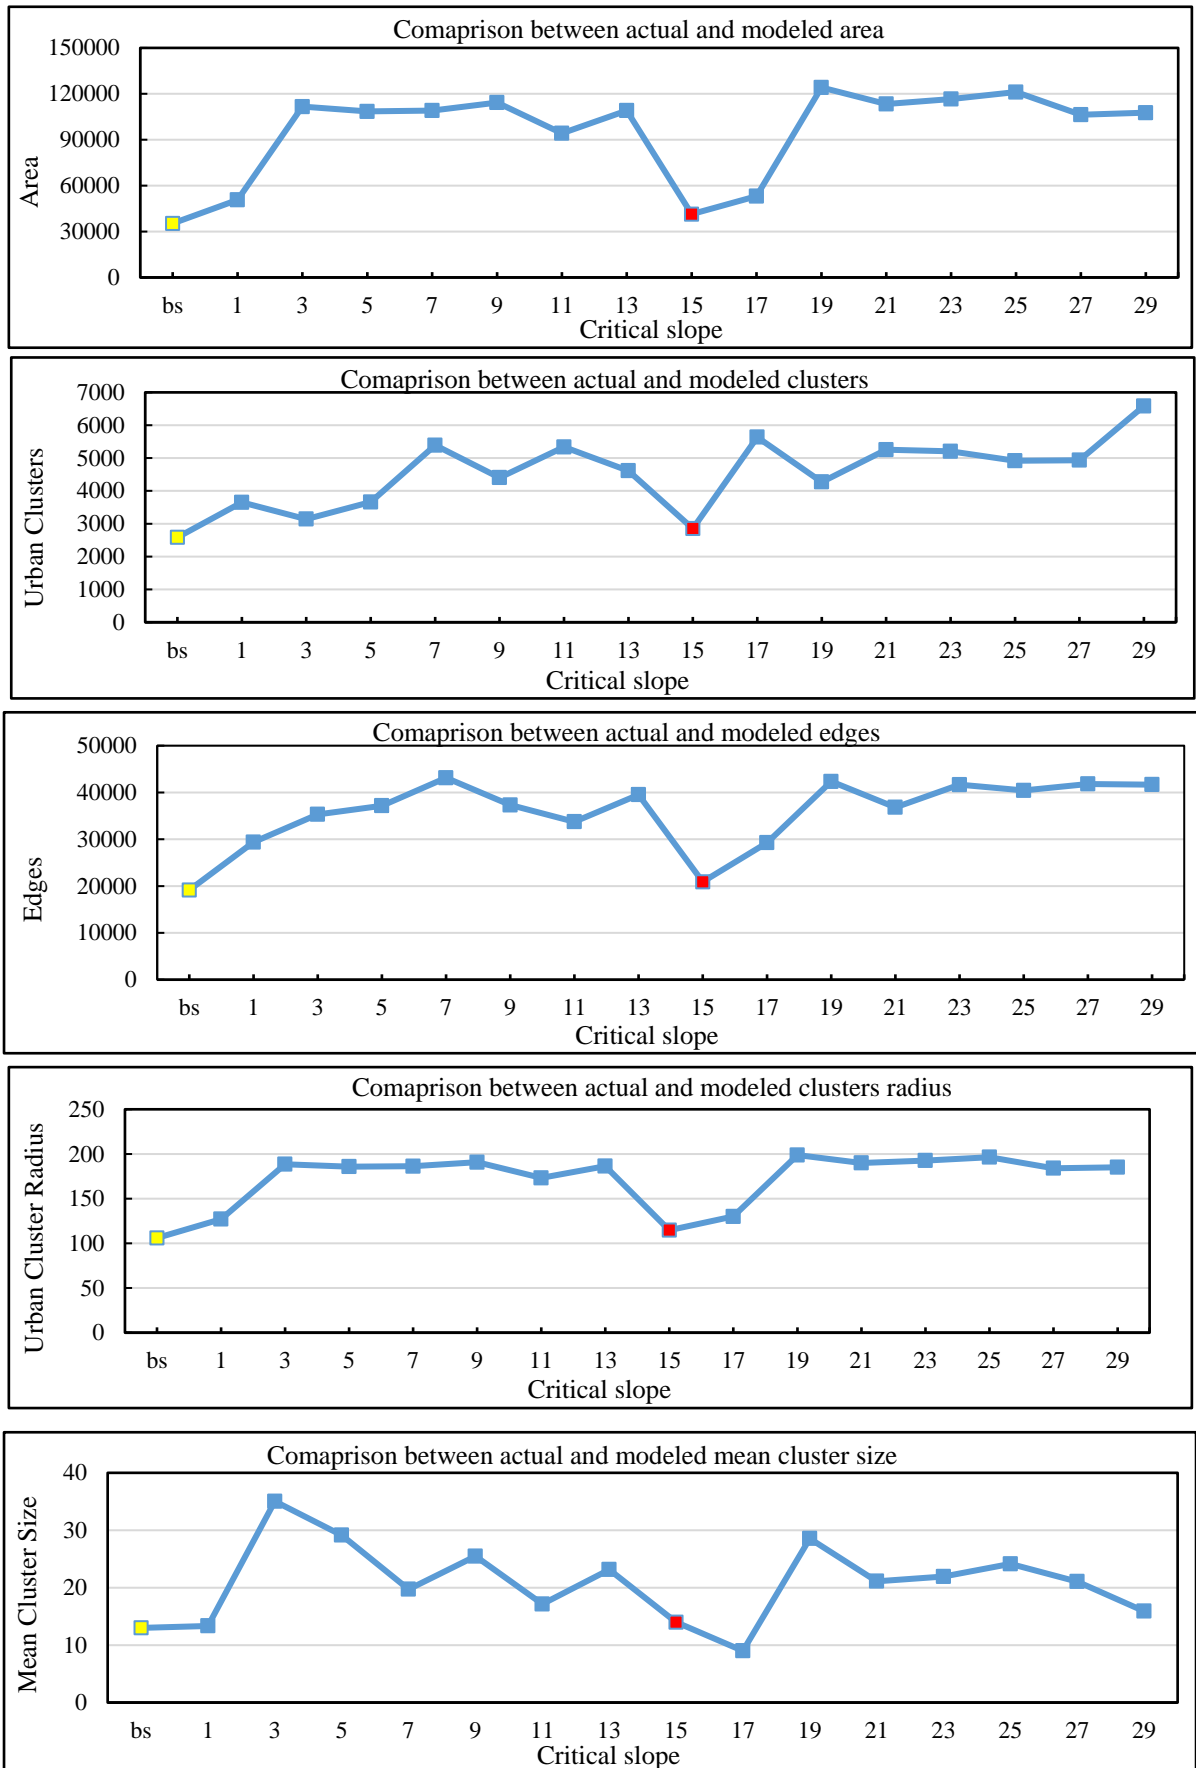 Comaprison between actual and modeled area
150000
120000
90000
60000
30000
0
Area
bs 1 3 5 7 9 11 13 15 17 19 21 23 25 27 29
Critical slope
Comaprison between actual and modeled clusters
7000
6000
5000
4000
3000
2000
1000
0
Urban Clusters
bs 1 3 5 7 9 11 13 15 17 19 21 23 25 27 29
Critical slope
Comaprison between actual and modeled edges
50000
40000
30000
20000
10000
0
Edges
bs 1 3 5 7 9 11 13 15 17 19 21 23 25 27 29
Critical slope
Comaprison between actual and modeled clusters radius
250
200
150
100
50
0
Urban Cluster Radius
bs 1 3 5 7 9 11 13 15 17 19 21 23 25 27 29
Critical slope
Comaprison between actual and modeled mean cluster size
40
30
20
10
0
Mean Cluster Size
bs 1 3 5 7 9 11 13 15 17 19 21 23 25 27 29
Critical slope